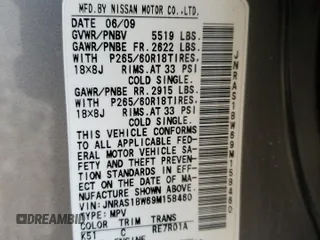 MFD.BY NISSAN MOTOR CO.,LTD.
DATE 06/09
GVWR/PNBV 5519 LBS.
GAWR/PNBE FR. 2622 LBS.
WITH P265/60R18TIRES
18x8J RIMS.AT 33 PSI
COLD
GAWR/PNBE RR. 2915 LBS.
WITH P265/60R18TIRES
18x8J RIMS.AT 33 PSI
COLD
THIS VEHICLE CONFORMS
TO ALL APPLICABLE FED-
ERAL MOTOR VEHICLE SA-
FETY AND THEFT PREVEN-
TION STANDARDS IN EFF-
ECT ON THE DATE OF MA-
NUFACTURE SHOWN ABOVE.
VIN:JNRAS18W69M158460
TYPE:MPV
COLOR TRIM TRANS
K51 C RE7R01A
JNRAS18W69M158460
DREAMBID